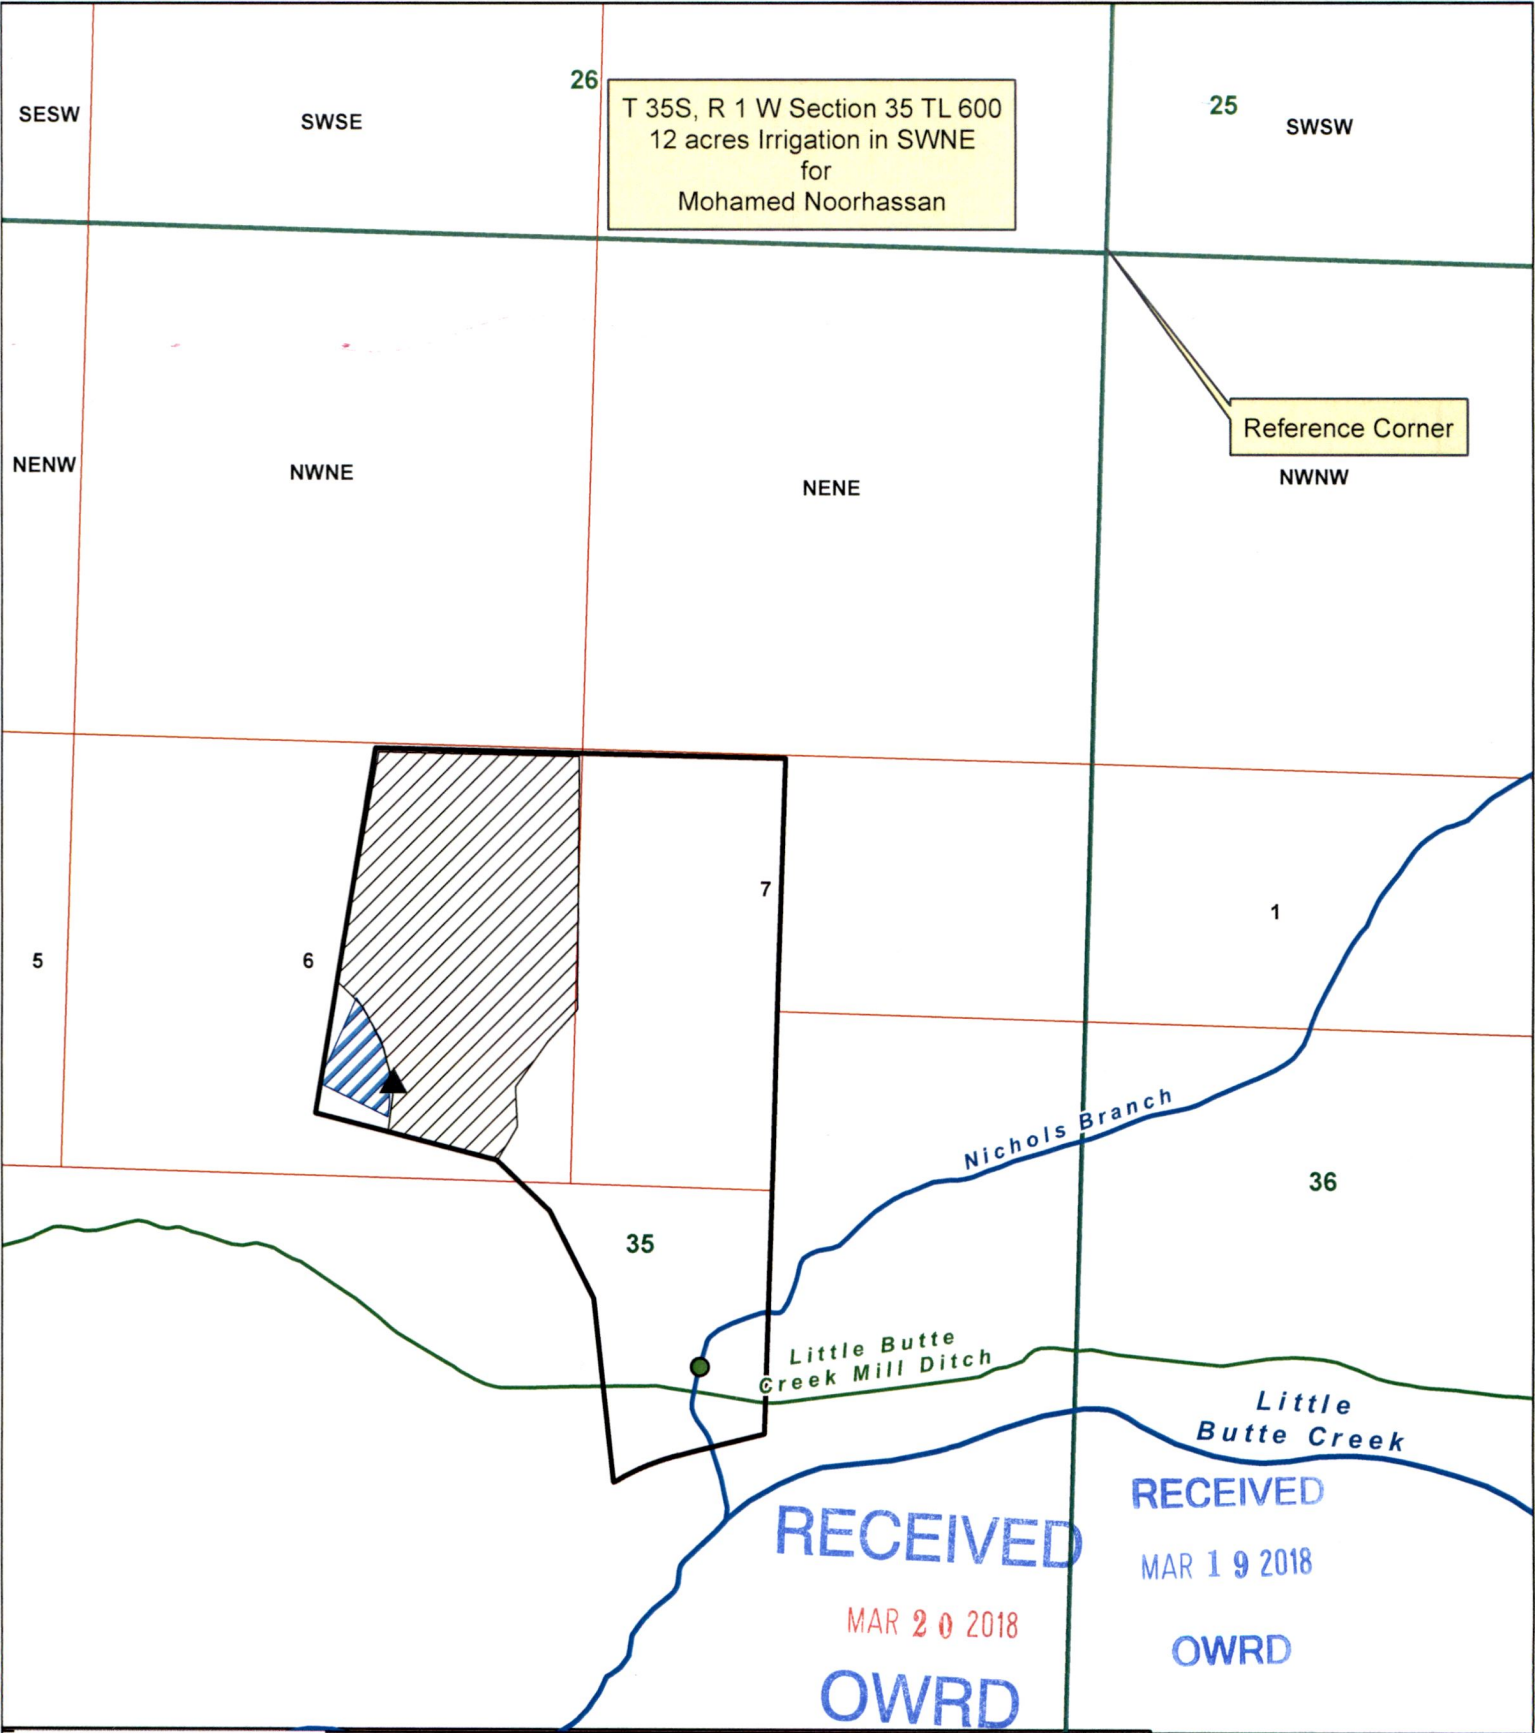 26
T 35S, R 1 W Section 35 TL 600
12 acres Irrigation in SWNE
for
Mohamed Noorhassan
25
SESW
SWSE
SWSW
Reference Corner
NENW
NWNE
NENE
NWNW
7
1
5
6
Nichols Branch
36
35
Little Butte
Creek Mill Ditch
Little
Butte Creek
RECEIVED
MAR 19 2018
OWRD
RECEIVED
MAR 20 2018
OWRD